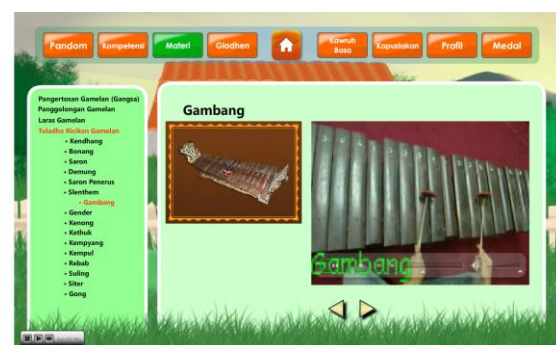 Pandom
Kompetensi
Materi
Gladhen
Kawruh
Basa
Kapustakan
Profil
Medal
Pangertosan Gamelan (Gangsa)
Panggolongan Gamelan
Laras Gamelan
Tuladha Ricikan Gamelan
• Kendhang
• Bonang
• Saron
• Demung
• Saron Penerus
• Slenthem
• Gambang
• Gender
• Kenong
• Kethuk
• Kempyang
• Kempul
• Rebab
• Suling
• Siter
• Gong
Gambang
Gambang